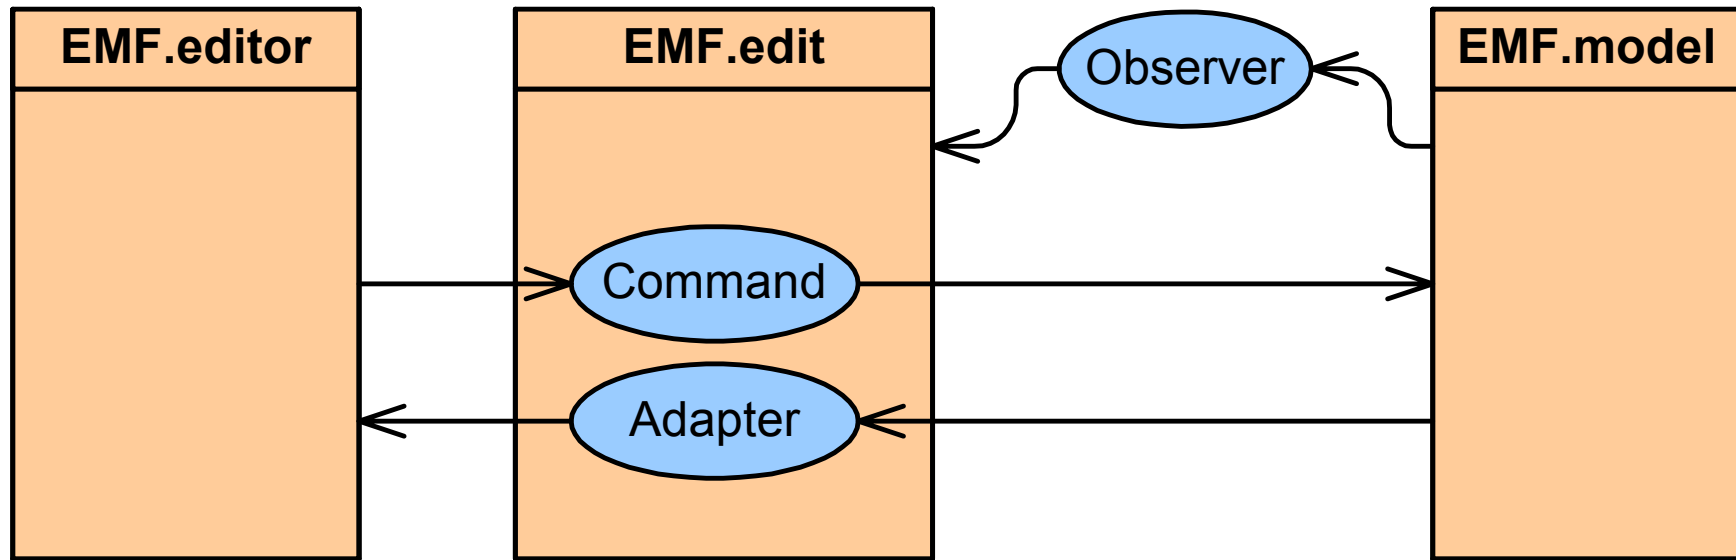 EMF.editor
EMF.edit
Observer
EMF.model
Command
Adapter